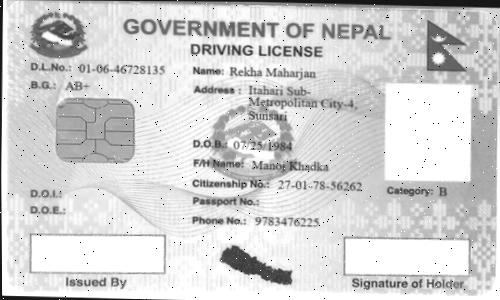 GOVERNMENT OF NEPAL
DRIVING LICENSE
D.L.No.: 01-06-46728135
B.G.: AB+
Name: Rekha Maharjan
Address : Itahari Sub-
Metropolitan City-4,
Sunsari
D.O.B.: 07/25/1984
F/H Name: Manoj Khadka
Citizenship No.: 27-01-78-56262
Passport No.:
Phone No.: 9783476225
D.O.I.:
D.O.E.:
Category: B
Issued By
Signature of Holder